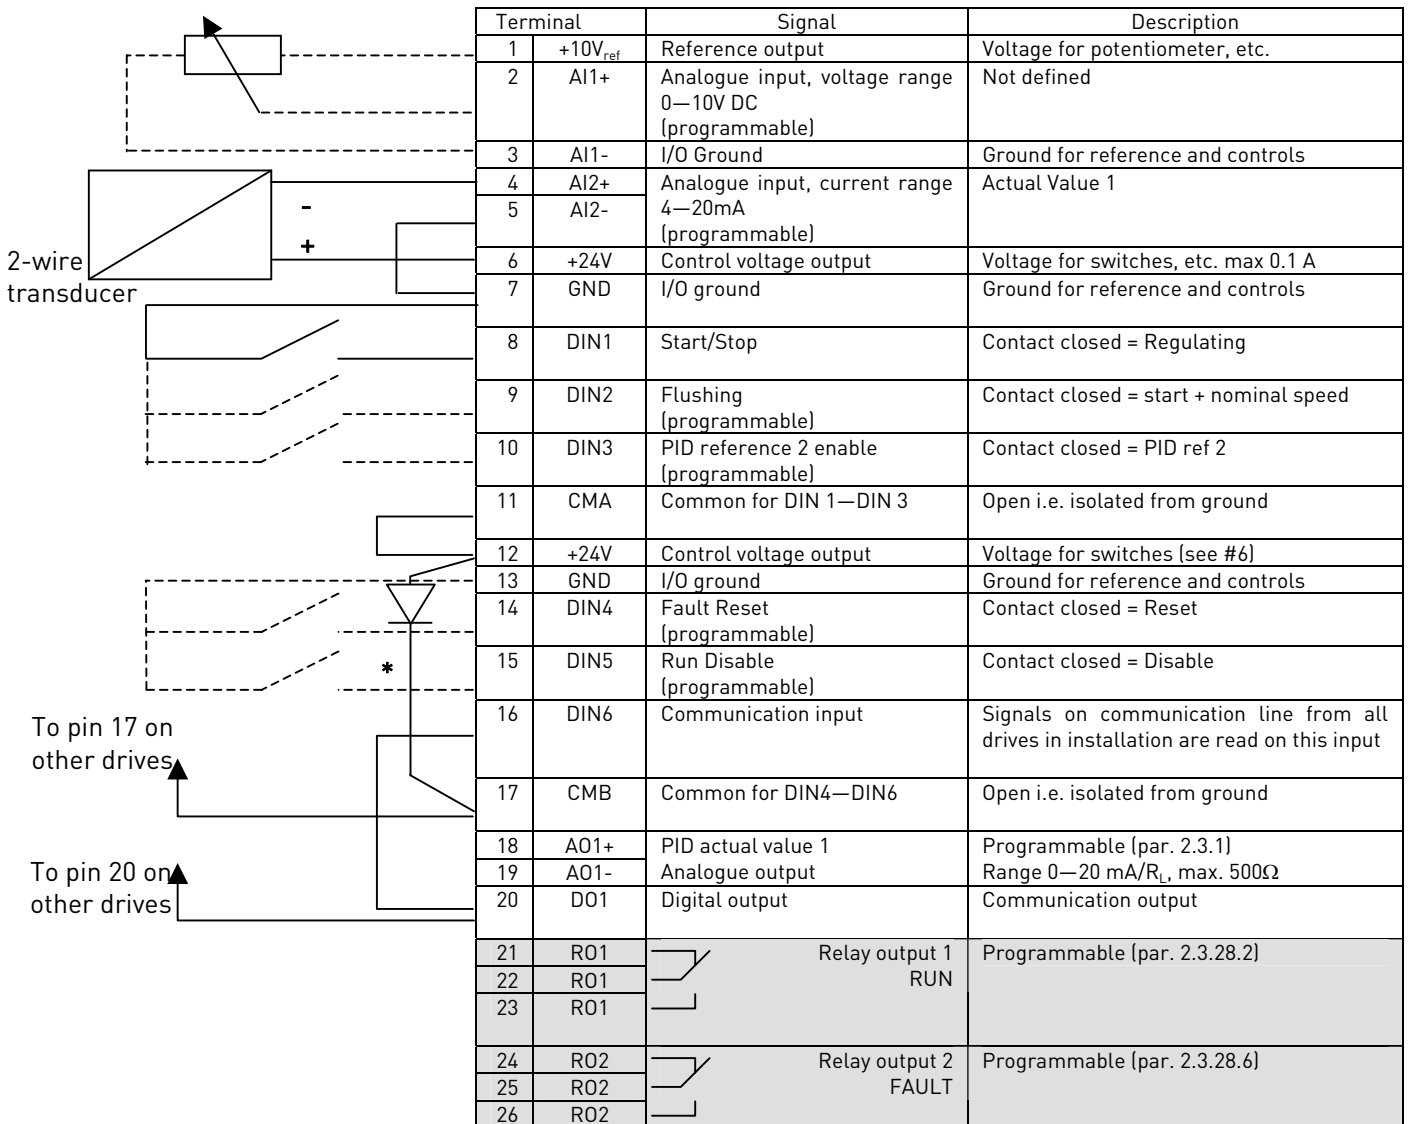 Terminal Signal Description
1 +10Vref Reference output Voltage for potentiometer, etc.
2 AI1+ Analogue input, voltage range Not defined
0—10V DC
(programmable)
3 AI1- I/O Ground Ground for reference and controls
4 AI2+ Analogue input, current range Actual Value 1
5 AI2- 4—20mA
(programmable)
-
+
2-wire
transducer
6 +24V Control voltage output Voltage for switches, etc. max 0.1 A
7 GND I/O ground Ground for reference and controls
8 DIN1 Start/Stop Contact closed = Regulating
9 DIN2 Flushing Contact closed = start + nominal speed
(programmable)
10 DIN3 PID reference 2 enable Contact closed = PID ref 2
(programmable)
11 CMA Common for DIN 1—DIN 3 Open i.e. isolated from ground
12 +24V Control voltage output Voltage for switches (see #6)
13 GND I/O ground Ground for reference and controls
14 DIN4 Fault Reset Contact closed = Reset
(programmable)
*
15 DIN5 Run Disable Contact closed = Disable
(programmable)
To pin 17 on
other drives
16 DIN6 Communication input Signals on communication line from all
drives in installation are read on this input
17 CMB Common for DIN4—DIN6 Open i.e. isolated from ground
18 AO1+ PID actual value 1 Programmable (par. 2.3.1)
19 AO1- Analogue output Range 0—20 mA/RL, max. 500Ω
To pin 20 on
other drives
20 DO1 Digital output Communication output
21 RO1 Relay output 1 Programmable (par. 2.3.28.2)
22 RO1 RUN
23 RO1
24 RO2 Relay output 2 Programmable (par. 2.3.28.6)
25 RO2 FAULT
26 RO2